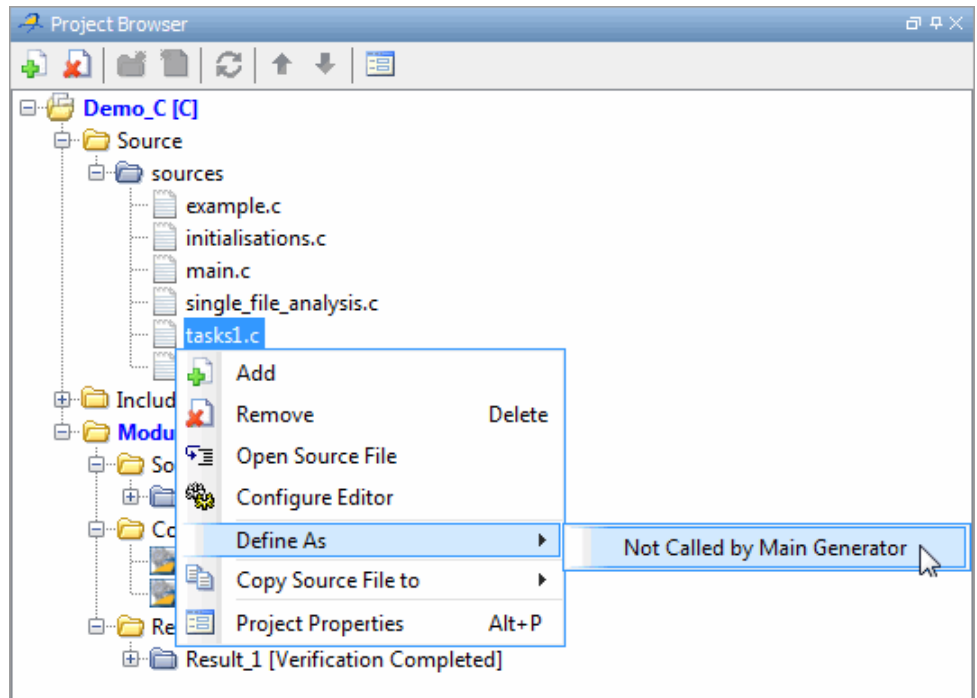 Project Browser
Demo_C [C]
Source
sources
example.c
initialisations.c
main.c
single_file_analysis.c
tasks1.c
Add
Includ
Remove Delete
Modu
Open Source File
So
Configure Editor
Define As
Not Called by Main Generator
Co
Copy Source File to
Re
Project Properties Alt+P
Result_1 [Verification Completed]